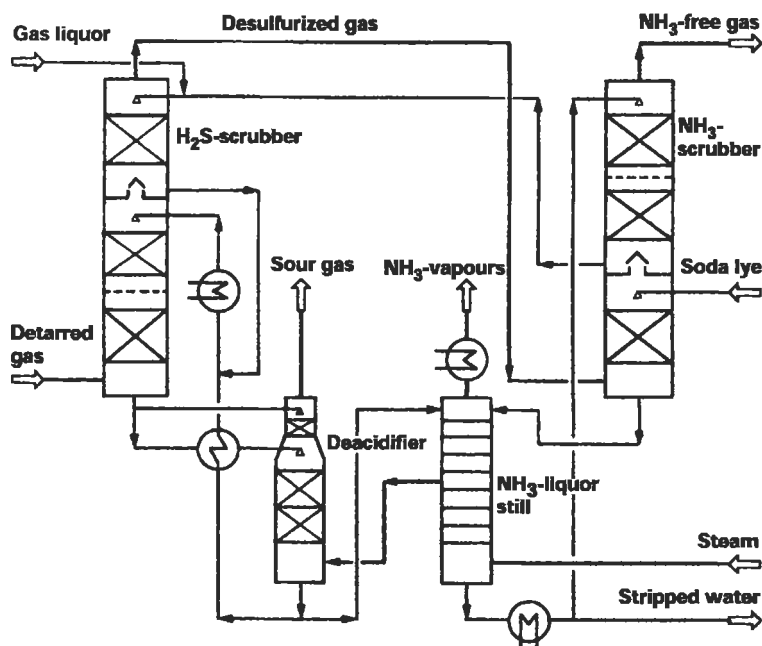 Gas liquor
Desulfurized gas
NH₃-free gas
H₂S-scrubber
NH₃-
scrubber
Sour gas
NH₃-vapours
Soda lye
Detarred
gas
Deacidifier
NH₃-liquor
still
Steam
Stripped water